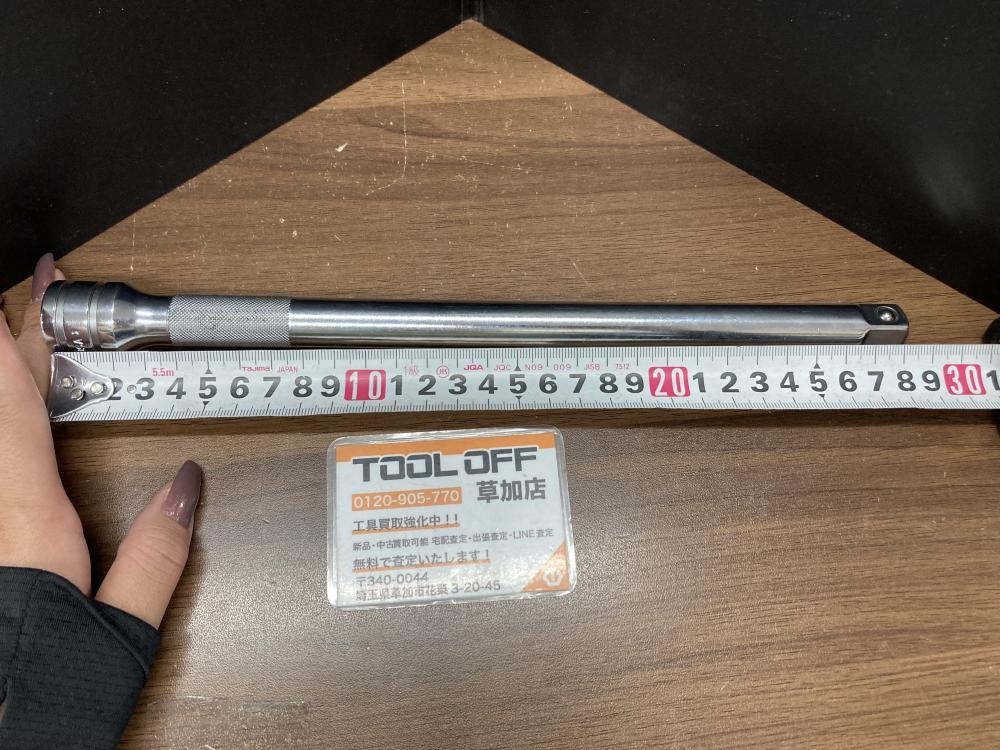 5.5m Tajima JAPAN JIS JQA JQC N09 009 JISB 7512
2 3 4 5 6 7 8 9 10 1 2 3 4 5 6 7 8 9 20 1 2 3 4 5 6 7 8 9 30 1
TOOL OFF
0120-905-770 草加店
工具買取強化中！！
新品・中古買取可能 宅配査定・出張査定・LINE査定
無料で査定いたします！
〒340-0044
埼玉県草加市花栗 3-20-45